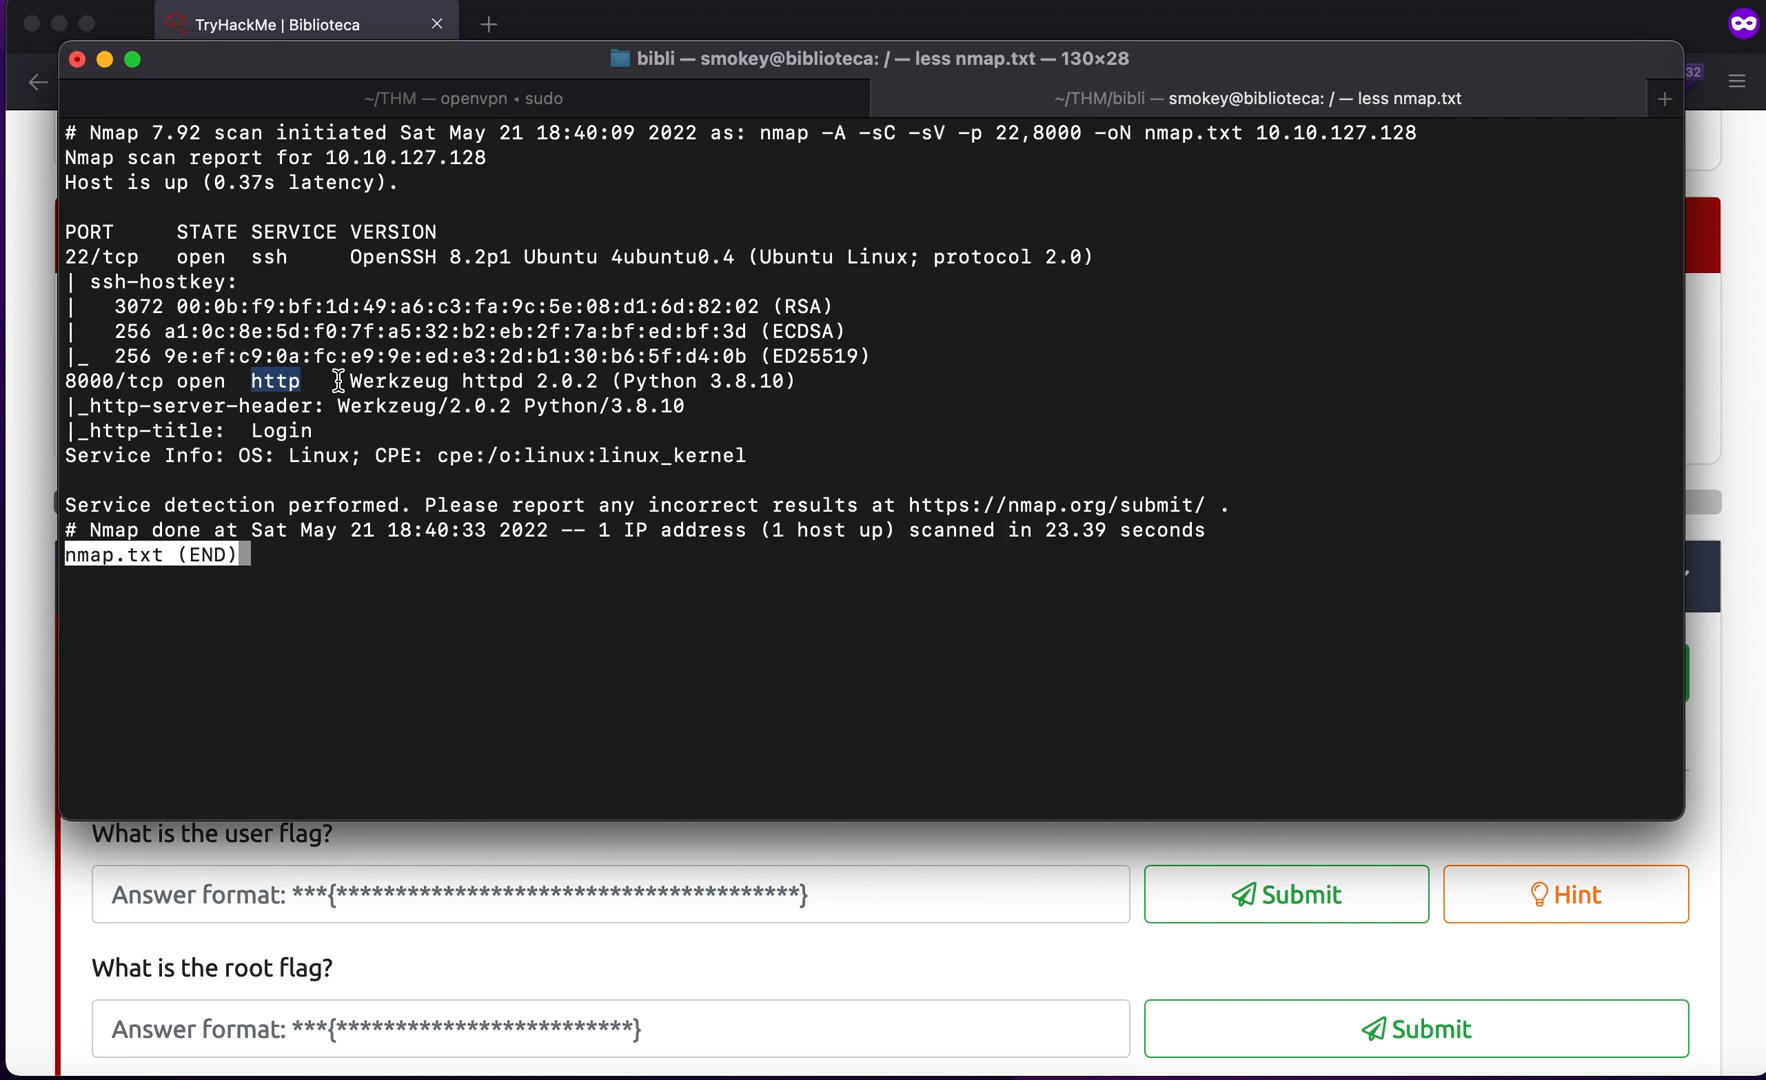 TryHackMe | Biblioteca
bibli — smokey@biblioteca: / — less nmap.txt — 130×28
32
~/THM — openvpn ◂ sudo
~/THM/bibli — smokey@biblioteca: / — less nmap.txt
# Nmap 7.92 scan initiated Sat May 21 18:40:09 2022 as: nmap -A -sC -sV -p 22,8000 -oN nmap.txt 10.10.127.128
Nmap scan report for 10.10.127.128
Host is up (0.37s latency).
PORT     STATE SERVICE VERSION
22/tcp   open  ssh     OpenSSH 8.2p1 Ubuntu 4ubuntu0.4 (Ubuntu Linux; protocol 2.0)
| ssh-hostkey:
|   3072 00:0b:f9:bf:1d:49:a6:c3:fa:9c:5e:08:d1:6d:82:02 (RSA)
|   256 a1:0c:8e:5d:f0:7f:a5:32:b2:eb:2f:7a:bf:ed:bf:3d (ECDSA)
|_  256 9e:ef:c9:0a:fc:e9:9e:ed:e3:2d:b1:30:b6:5f:d4:0b (ED25519)
8000/tcp open  http    Werkzeug httpd 2.0.2 (Python 3.8.10)
|_http-server-header: Werkzeug/2.0.2 Python/3.8.10
|_http-title:  Login
Service Info: OS: Linux; CPE: cpe:/o:linux:linux_kernel
Service detection performed. Please report any incorrect results at https://nmap.org/submit/ .
# Nmap done at Sat May 21 18:40:33 2022 -- 1 IP address (1 host up) scanned in 23.39 seconds
nmap.txt (END)
What is the user flag?
Answer format: ***{****************************************}
Submit
Hint
What is the root flag?
Answer format: ***{*************************}
Submit